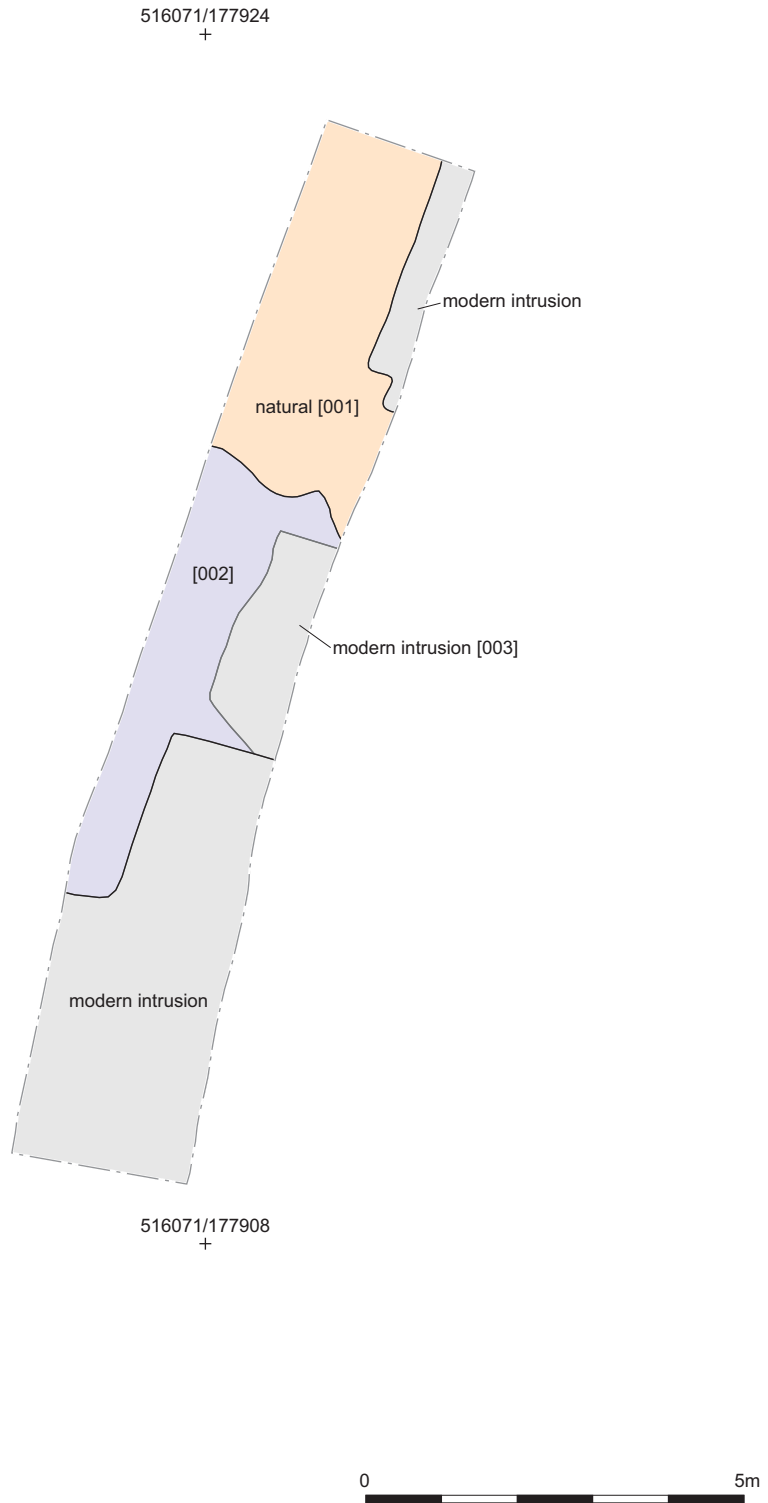 516071/177924
modern intrusion
natural [001]
[002]
modern intrusion [003]
modern intrusion
516071/177908
0 5m